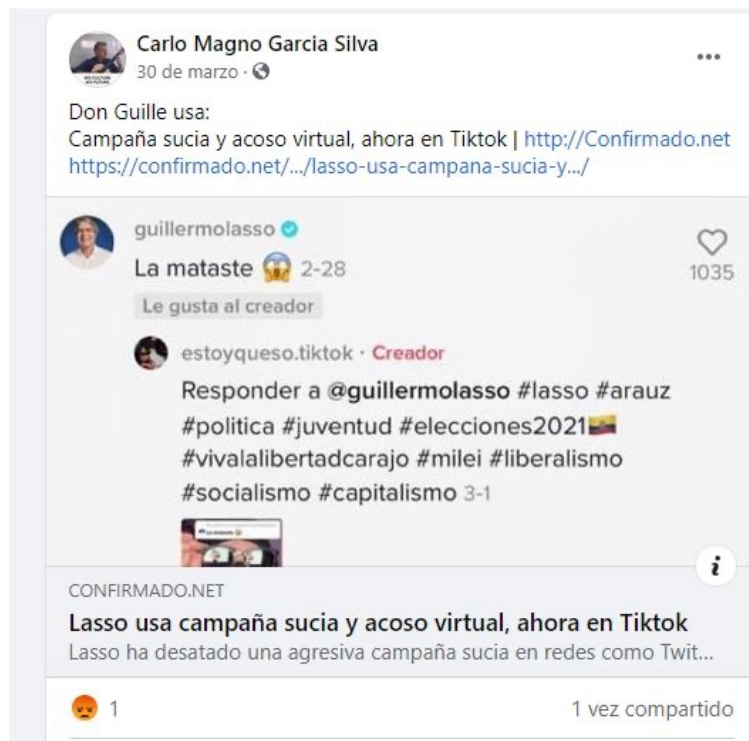 Carlo Magno Garcia Silva
30 de marzo ·
Don Guille usa:
Campaña sucia y acoso virtual, ahora en Tiktok | http://Confirmado.net
https://confirmado.net/.../lasso-usa-campana-sucia-y.../
guillermolasso
La mataste 😱 2-28
1035
Le gusta al creador
estoyqueso.tiktok · Creador
Responder a @guillermolasso #lasso #arauz
#politica #juventud #elecciones2021🇪🇨
#vivalalibertadcarajo #milei #liberalismo
#socialismo #capitalismo 3-1
CONFIRMADO.NET
Lasso usa campaña sucia y acoso virtual, ahora en Tiktok
Lasso ha desatado una agresiva campaña sucia en redes como Twit...
😡 1
1 vez compartido